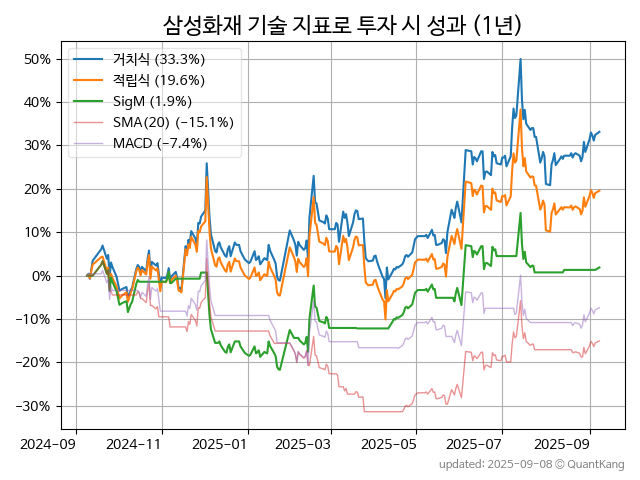 삼성화재 기술 지표로 투자 시 성과 (1년)
거치식 (33.3%)
적립식 (19.6%)
SigM (1.9%)
SMA(20) (−15.1%)
MACD (−7.4%)
50%
40%
30%
20%
10%
0%
−10%
−20%
−30%
2024-09 2024-11 2025-01 2025-03 2025-05 2025-07 2025-09
updated: 2025-09-08 © QuantKang